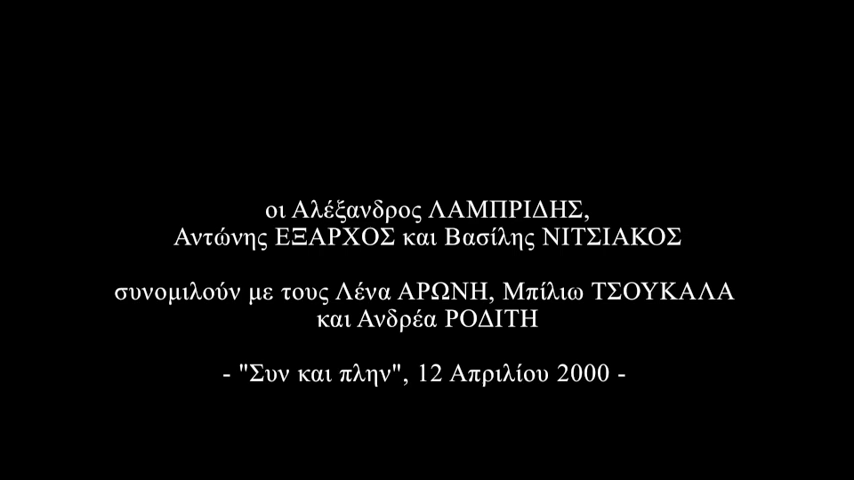 οι Αλέξανδρος ΛΑΜΠΡΙΔΗΣ,
Αντώνης ΕΞΑΡΧΟΣ και Βασίλης ΝΙΤΣΙΑΚΟΣ
συνομιλούν με τους Λένα ΑΡΩΝΗ, Μπίλιω ΤΣΟΥΚΑΛΑ
και Ανδρέα ΡΟΔΙΤΗ
- "Συν και πλην", 12 Απριλίου 2000 -